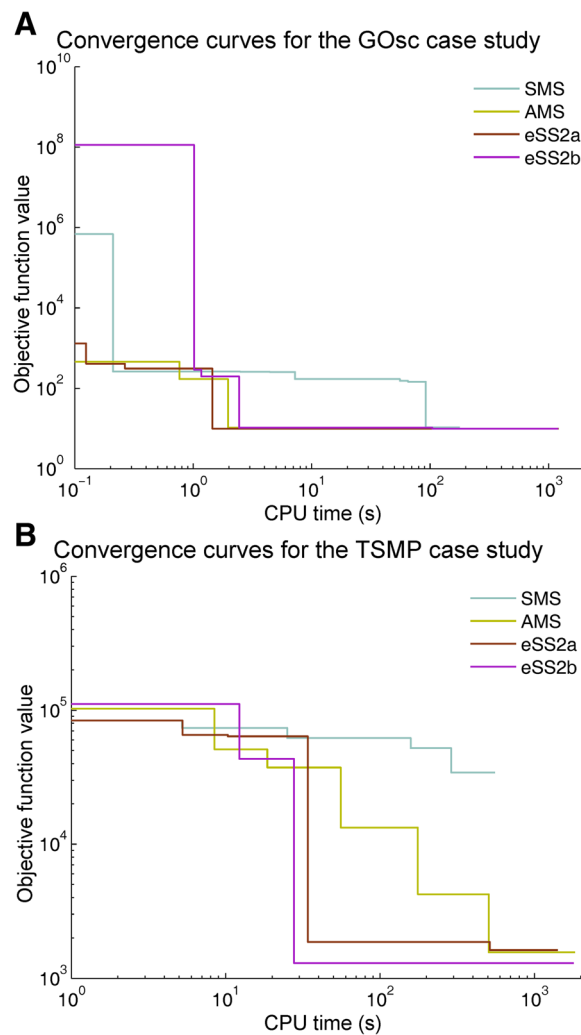 A
Convergence curves for the GOsc case study
10^10
10^8
10^6
10^4
10^2
10^0
Objective function value
SMS
AMS
eSS2a
eSS2b
10^-1
10^0
10^1
10^2
10^3
CPU time (s)
B
Convergence curves for the TSMP case study
10^6
10^5
10^4
10^3
Objective function value
SMS
AMS
eSS2a
eSS2b
10^0
10^1
10^2
10^3
CPU time (s)